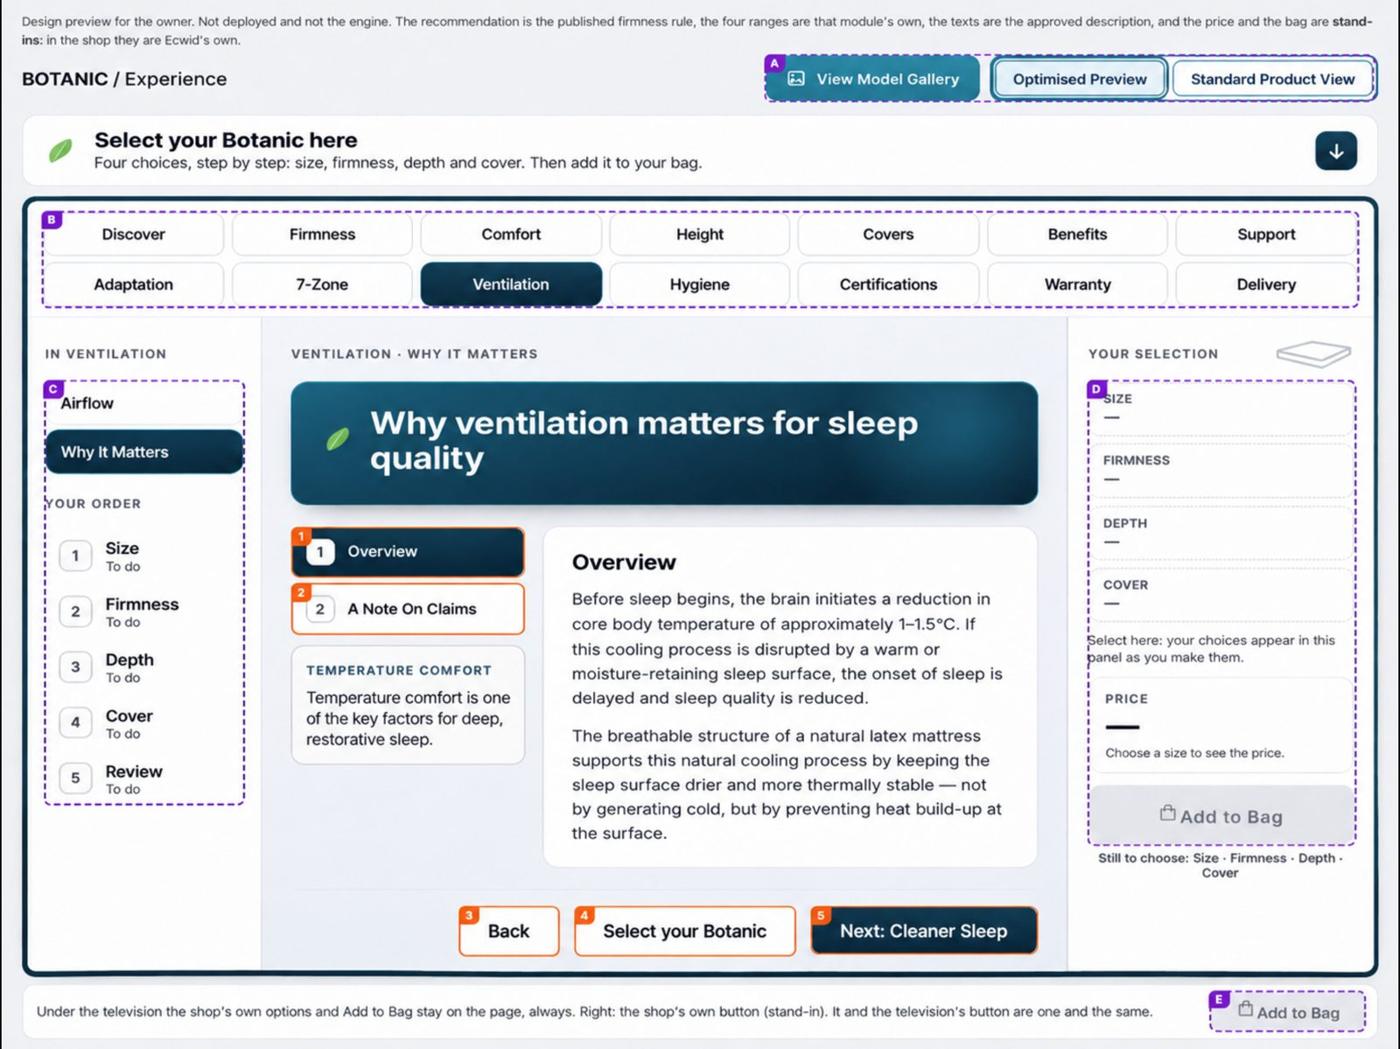 Design preview for the owner. Not deployed and not the engine. The recommendation is the published firmness rule, the four ranges are that module's own, the texts are the approved description, and the price and the bag are stand-
ins: in the shop they are Ecwid's own.
BOTANIC / Experience
A
View Model Gallery
Optimised Preview
Standard Product View
Select your Botanic here
Four choices, step by step: size, firmness, depth and cover. Then add it to your bag.
B
Discover
Firmness
Comfort
Height
Covers
Benefits
Support
Adaptation
7-Zone
Ventilation
Hygiene
Certifications
Warranty
Delivery
IN VENTILATION
C
Airflow
Why It Matters
YOUR ORDER
1
Size
To do
2
Firmness
To do
3
Depth
To do
4
Cover
To do
5
Review
To do
VENTILATION · WHY IT MATTERS
Why ventilation matters for sleep
quality
1
1
Overview
2
2
A Note On Claims
TEMPERATURE COMFORT
Temperature comfort is one
of the key factors for deep,
restorative sleep.
Overview
Before sleep begins, the brain initiates a reduction in
core body temperature of approximately 1–1.5°C. If
this cooling process is disrupted by a warm or
moisture-retaining sleep surface, the onset of sleep is
delayed and sleep quality is reduced.
The breathable structure of a natural latex mattress
supports this natural cooling process by keeping the
sleep surface drier and more thermally stable — not
by generating cold, but by preventing heat build-up at
the surface.
3
Back
4
Select your Botanic
5
Next: Cleaner Sleep
YOUR SELECTION
D
SIZE
—
FIRMNESS
—
DEPTH
—
COVER
—
Select here: your choices appear in this
panel as you make them.
PRICE
—
Choose a size to see the price.
Add to Bag
Still to choose: Size · Firmness · Depth ·
Cover
Under the television the shop's own options and Add to Bag stay on the page, always. Right: the shop's own button (stand-in). It and the television's button are one and the same.
E
Add to Bag